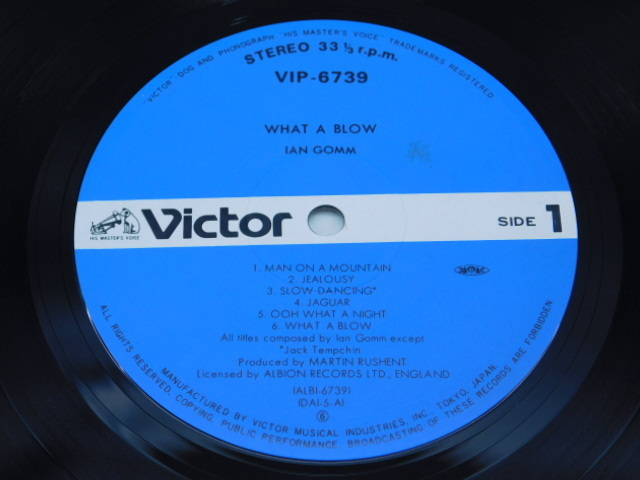 "VICTOR" DOG AND PHONOGRAPH "HIS MASTER'S VOICE" TRADEMARKS REGISTERED
STEREO 33 ⅓ r.p.m.
VIP-6739
WHAT A BLOW
IAN GOMM
HIS MASTER'S VOICE
Victor
SIDE 1
1. MAN ON A MOUNTAIN
2. JEALOUSY
3. SLOW DANCING*
4. JAGUAR
5. OOH WHAT A NIGHT
6. WHAT A BLOW
All titles composed by Ian Gomm except
*Jack Tempchin
Produced by MARTIN RUSHENT.
Licensed by ALBION RECORDS LTD., ENGLAND
(ALBI-6739)
(DAI-5-A)
6
MANUFACTURED BY VICTOR MUSICAL INDUSTRIES, INC., TOKYO, JAPAN.
ALL RIGHTS RESERVED. COPYING, PUBLIC PERFORMANCE, BROADCASTING OF THESE RECORDS ARE FORBIDDEN.